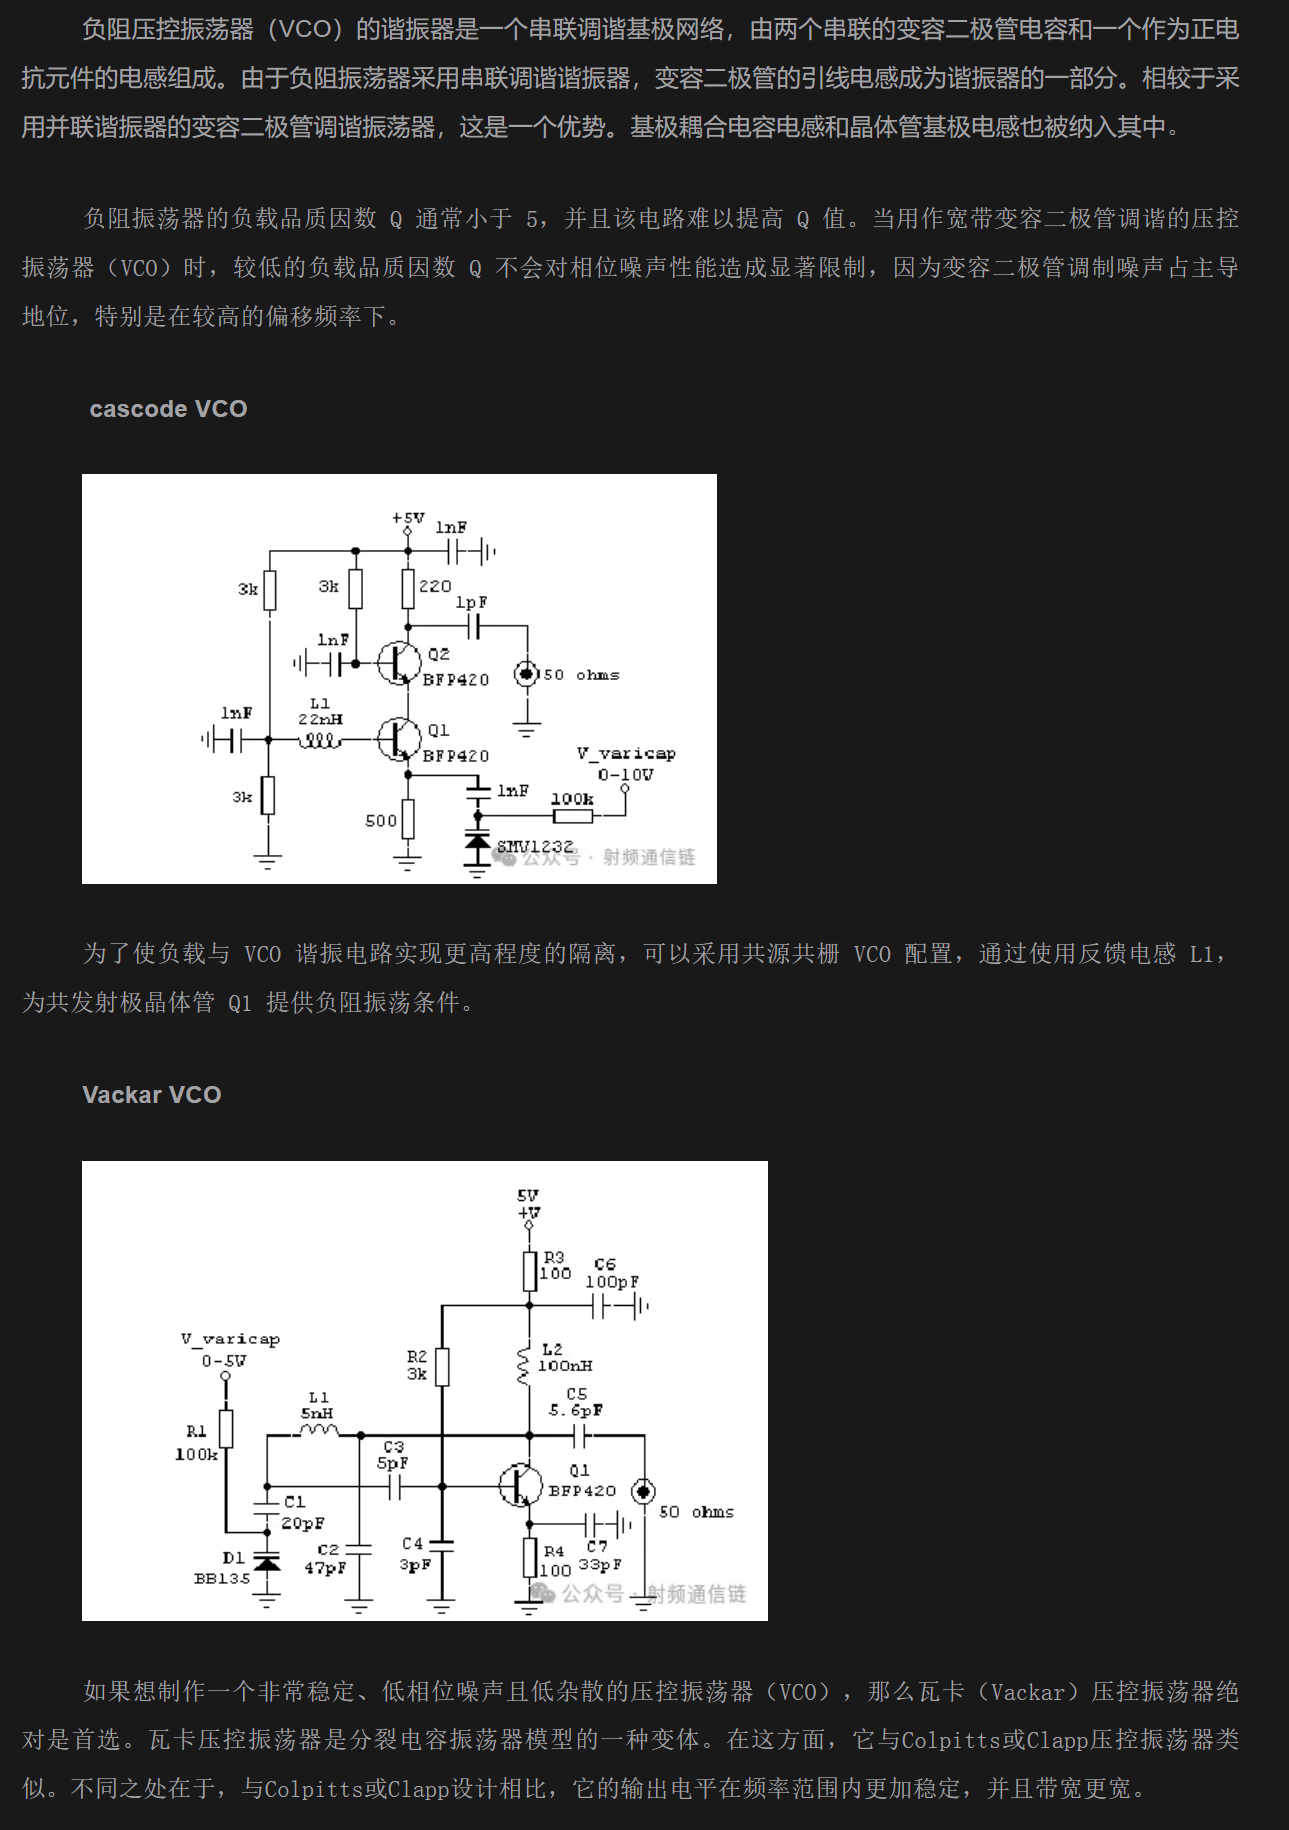 负阻压控振荡器（VCO）的谐振器是一个串联调谐基极网络，由两个串联的变容二极管电容和一个作为正电
抗元件的电感组成。由于负阻振荡器采用串联调谐谐振器，变容二极管的引线电感成为谐振器的一部分。相较于采
用并联谐振器的变容二极管调谐振荡器，这是一个优势。基极耦合电容电感和晶体管基极电感也被纳入其中。
负阻振荡器的负载品质因数 Q 通常小于 5，并且该电路难以提高 Q 值。当用作宽带变容二极管调谐的压控
振荡器（VCO）时，较低的负载品质因数 Q 不会对相位噪声性能造成显著限制，因为变容二极管调制噪声占主导
地位，特别是在较高的偏移频率下。
cascode VCO
+5V
1nF
3k
3k
220
1pF
1nF
Q2
BFP420
50 ohms
L1
22nH
1nF
Q1
BFP420
V_varicap
0-10V
3k
1nF
100k
500
SMV1232
公众号 · 射频通信链
为了使负载与 VCO 谐振电路实现更高程度的隔离，可以采用共源共栅 VCO 配置，通过使用反馈电感 L1，
为共发射极晶体管 Q1 提供负阻振荡条件。
Vackar VCO
5V
+V
R3
100
C6
100pF
V_varicap
0-5V
R2
3k
L2
100nH
L1
5nH
C5
5.6pF
R1
100k
C3
5pF
Q1
BFP420
C1
20pF
50 ohms
D1
BB135
C2
47pF
C4
3pF
R4
100
C7
33pF
公众号 · 射频通信链
如果想制作一个非常稳定、低相位噪声且低杂散的压控振荡器（VCO），那么瓦卡（Vackar）压控振荡器绝
对是首选。瓦卡压控振荡器是分裂电容振荡器模型的一种变体。在这方面，它与Colpitts或Clapp压控振荡器类
似。不同之处在于，与Colpitts或Clapp设计相比，它的输出电平在频率范围内更加稳定，并且带宽更宽。